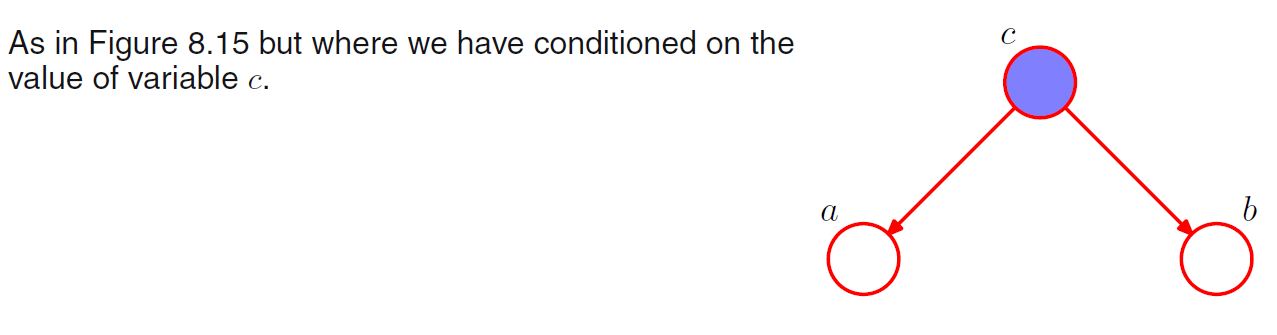 As in Figure 8.15 but where we have conditioned on the
value of variable c.
c
a
b